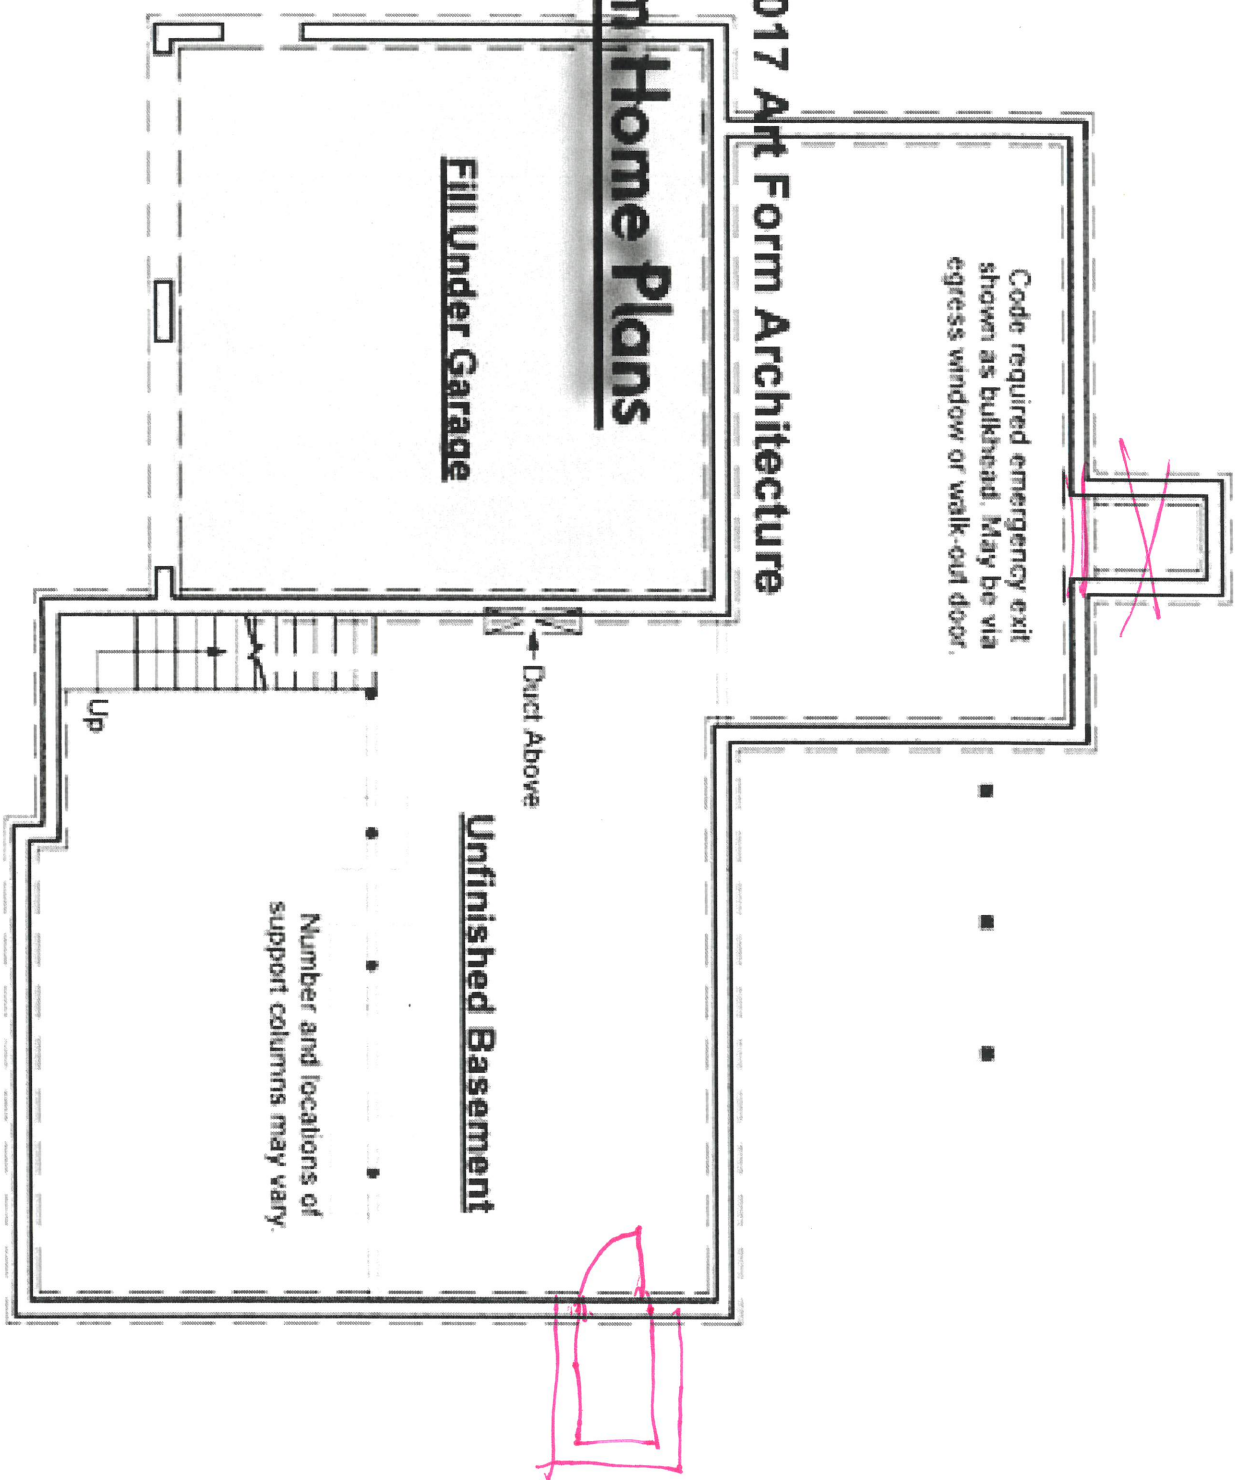 017 Art Form Architecture
m Home Plans
Code required emergency exit
shown as bulkhead. May be via
egress window or walk-out door.
Fill Under Garage
Duct Above
Unfinished Basement
Up
Number and locations of
support columns may vary.